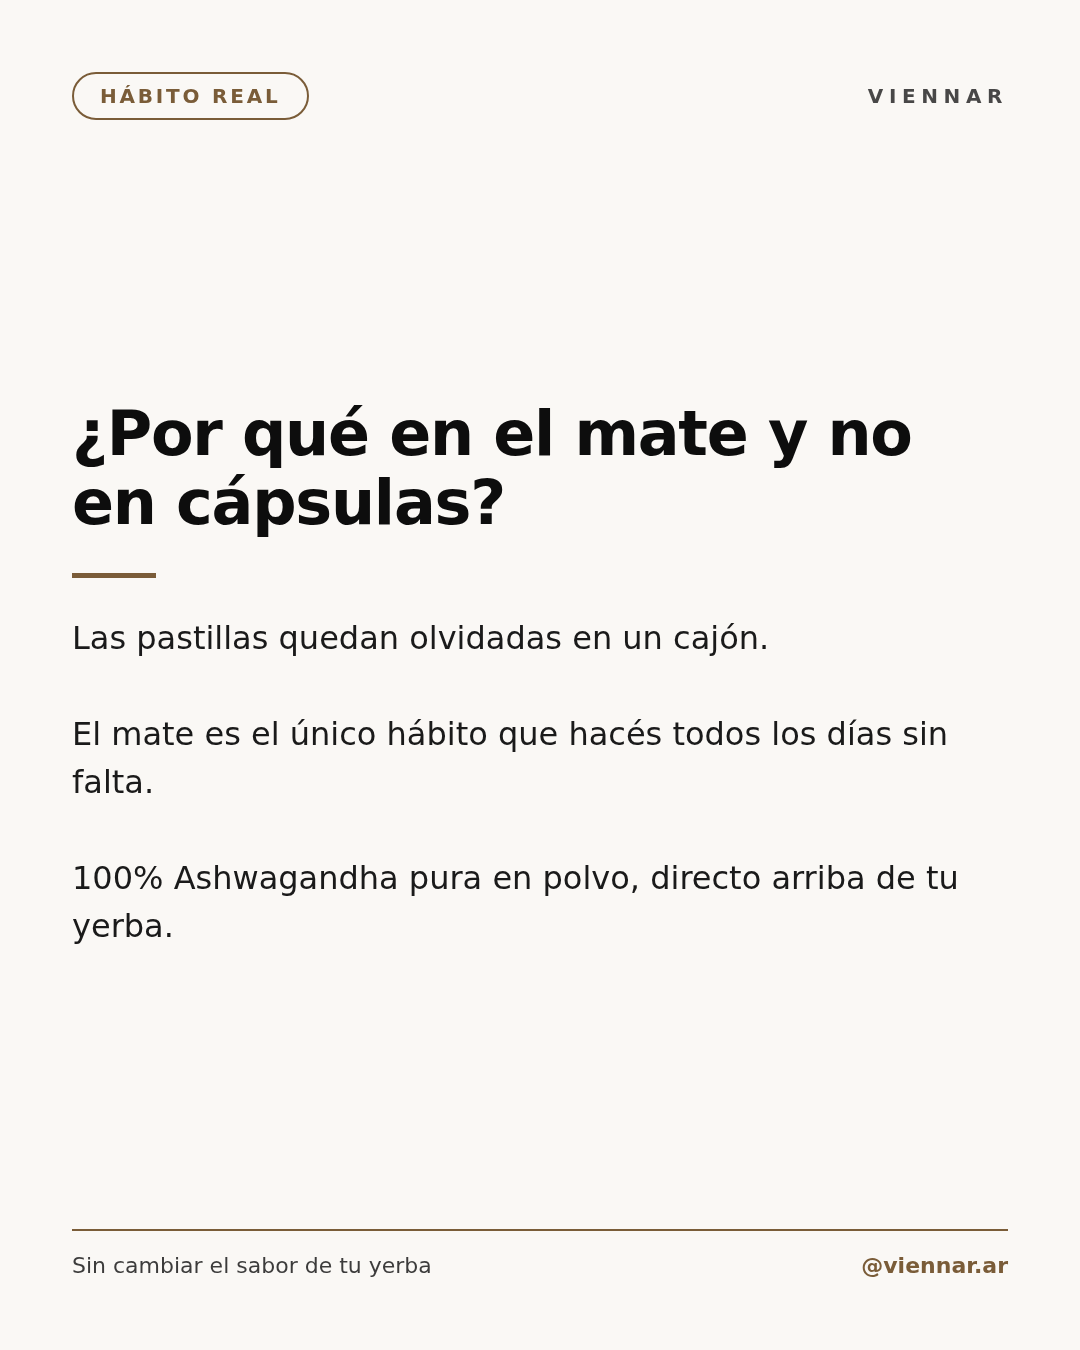 HÁBITO REAL
VIENNAR
¿Por qué en el mate y no
en cápsulas?
Las pastillas quedan olvidadas en un cajón.
El mate es el único hábito que hacés todos los días sin
falta.
100% Ashwagandha pura en polvo, directo arriba de tu
yerba.
Sin cambiar el sabor de tu yerba
@viennar.ar